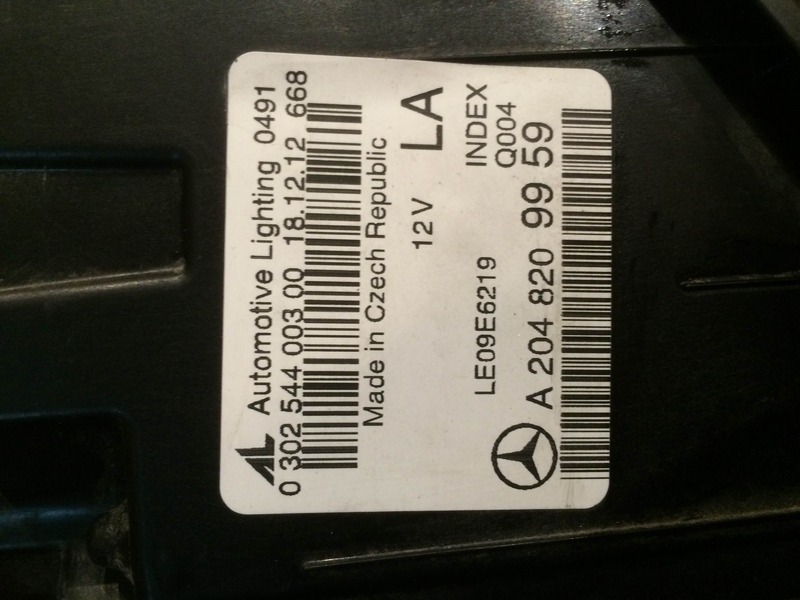 AL Automotive Lighting 0491
0 302 544 003 00 18.12.12 668
Made in Czech Republic
12V LA
INDEX
LE09E6219 Q004
A 204 820 99 59